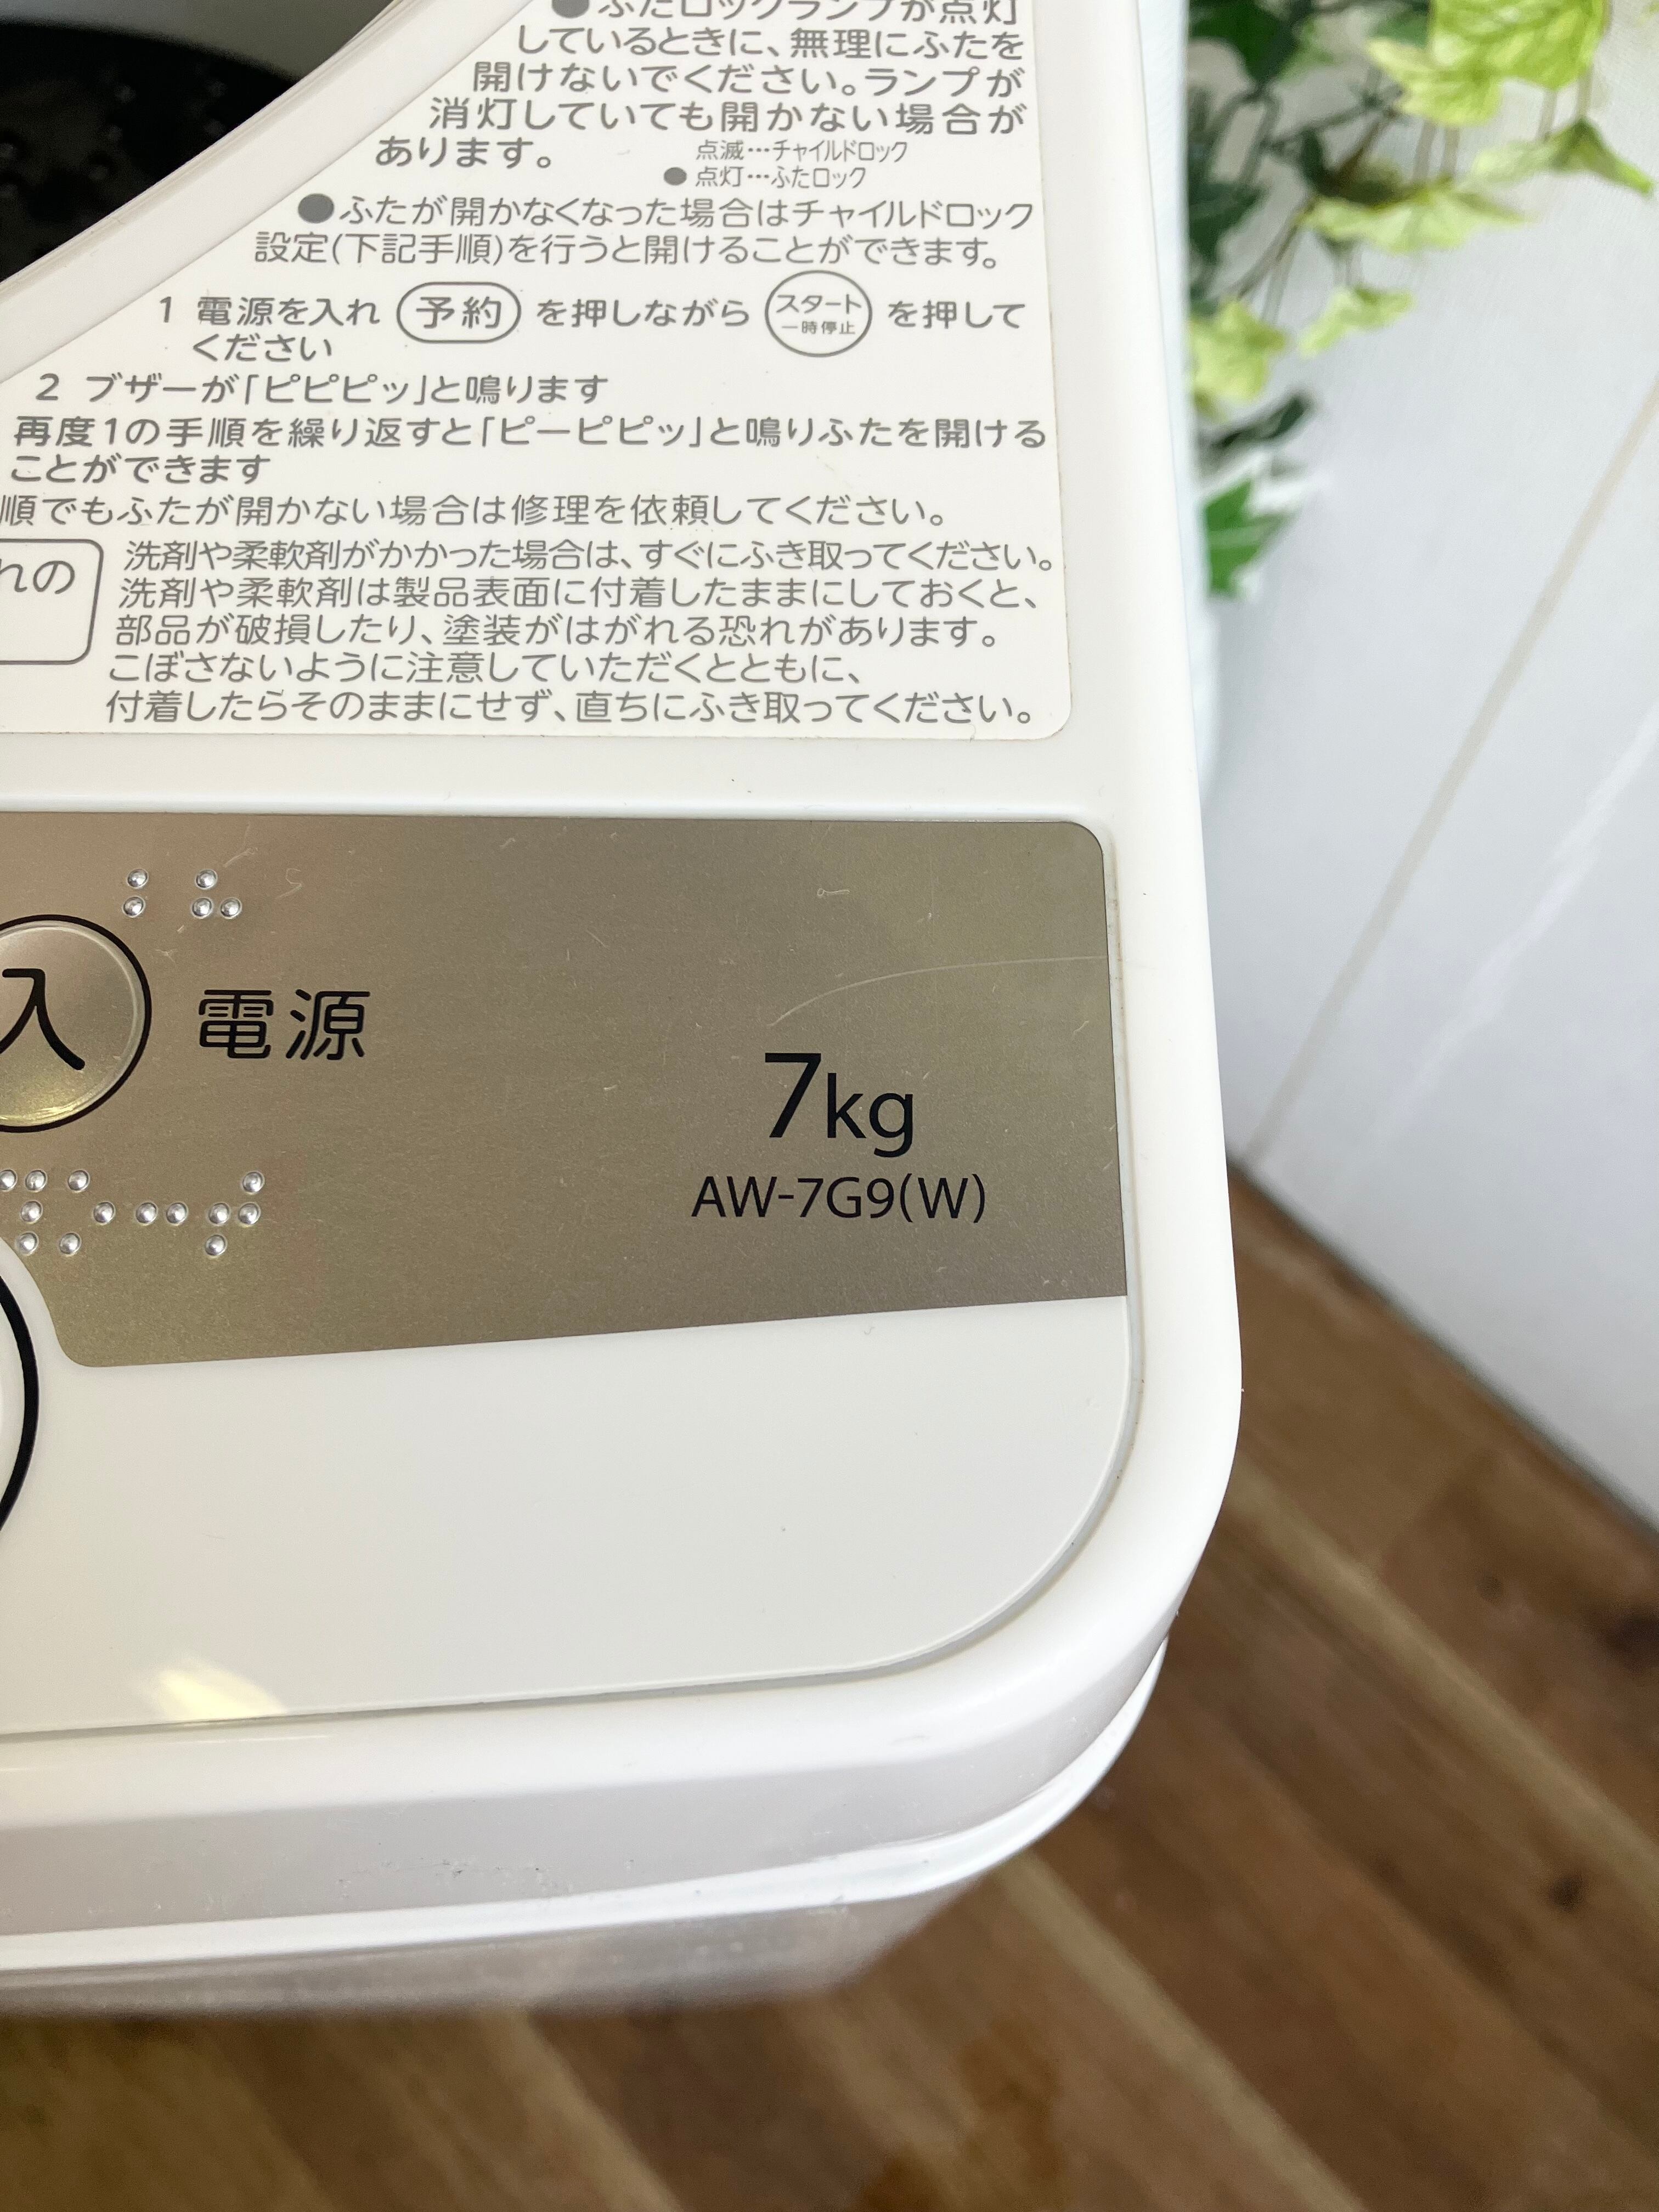 ●ふたロックランプが点灯
しているときに、無理にふたを
開けないでください。ランプが
消灯していても開かない場合が
あります。
点滅…チャイルドロック
● 点灯…ふたロック
●ふたが開かなくなった場合はチャイルドロック
設定(下記手順)を行うと開けることができます。
1 電源を入れ 予約 を押しながら スタート 一時停止 を押して
ください
2 ブザーが「ピピピッ」と鳴ります
再度1の手順を繰り返すと「ピーピピッ」と鳴りふたを開ける
ことができます
順でもふたが開かない場合は修理を依頼してください。
れの
洗剤や柔軟剤がかかった場合は、すぐにふき取ってください。
洗剤や柔軟剤は製品表面に付着したままにしておくと、
部品が破損したり、塗装がはがれる恐れがあります。
こぼさないように注意していただくとともに、
付着したらそのままにせず、直ちにふき取ってください。
入 電源
7kg
AW-7G9(W)